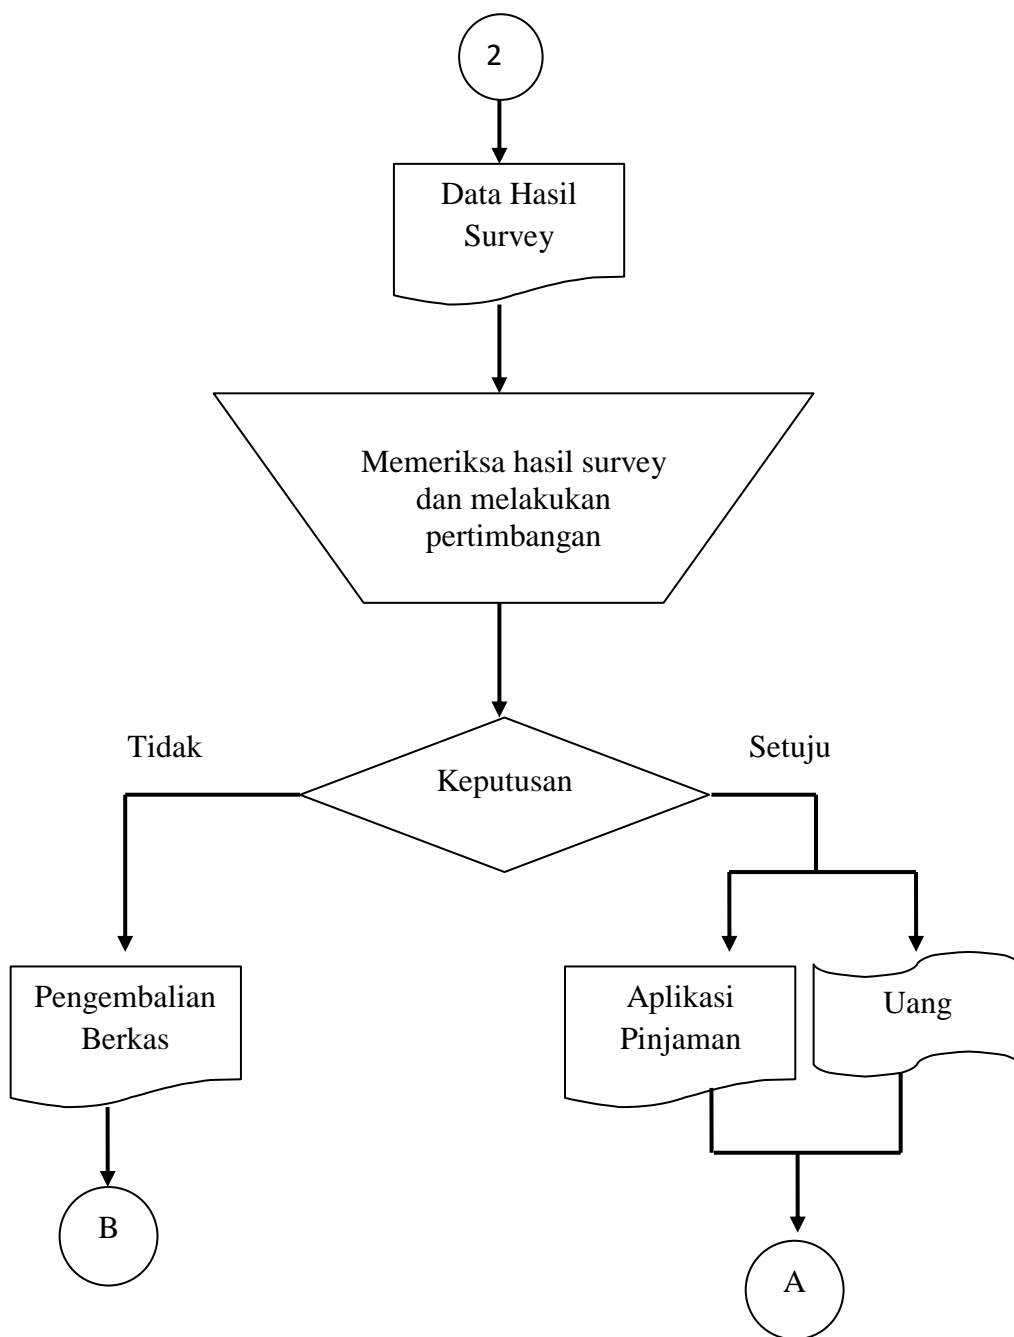 2
Data Hasil
Survey
Memeriksa hasil survey
dan melakukan
pertimbangan
Tidak
Setuju
Keputusan
Pengembalian
Berkas
Aplikasi
Pinjaman
Uang
B
A